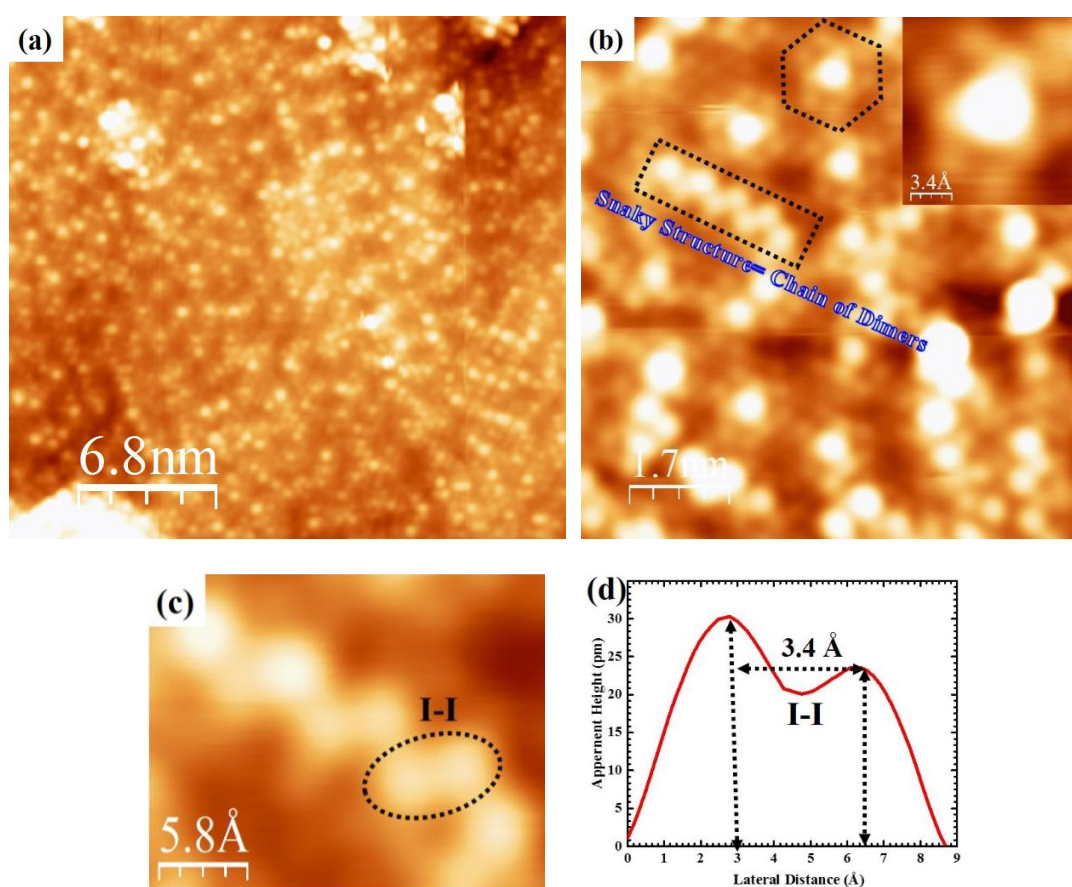 (a)
6.8nm
(b)
3.4Å
Snaky Structure= Chain of Dimers
1.7nm
(c)
I-I
5.8Å
(d)
30
25
20
15
10
5
0
Appernent Height (pm)
3.4 Å
I-I
0 1 2 3 4 5 6 7 8 9
Lateral Distance (Å)